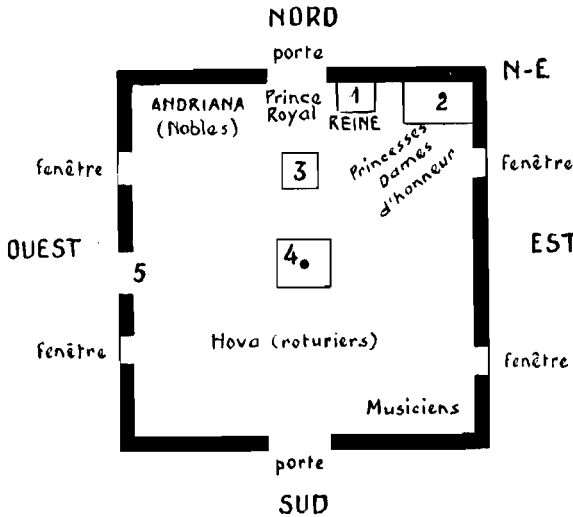 NORD
porte
N-E
ANDRIANA
(Nobles)
Prince
Royal
1
REINE
2
Princesses
Dames
d'honneur
fenêtre
3
fenêtre
OUEST
EST
5
4
Hova (roturiers)
fenêtre
fenêtre
Musiciens
porte
SUD